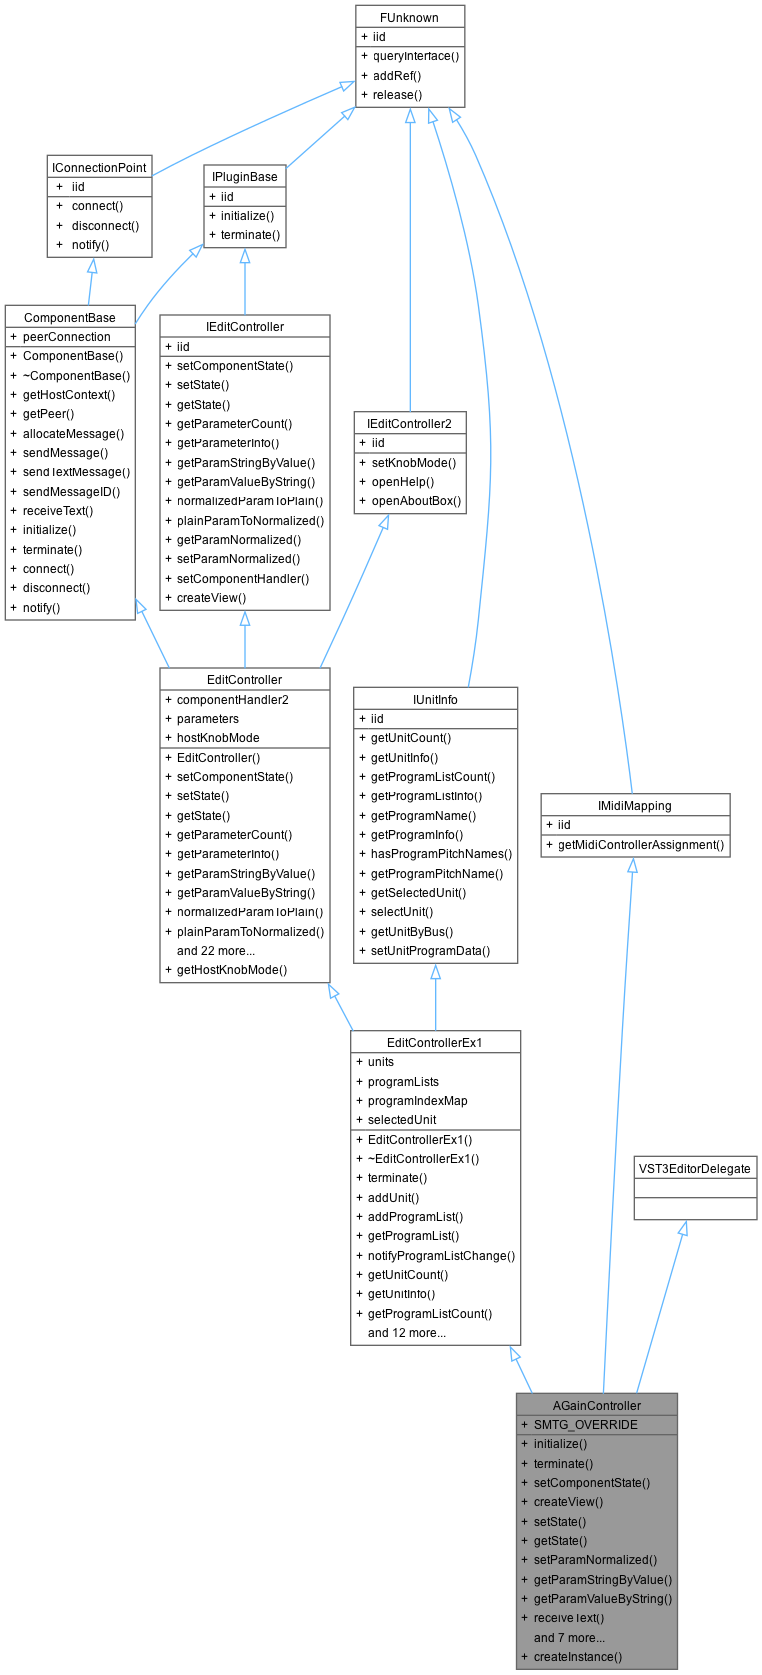 FUnknown
+ iid
+ queryInterface()
+ addRef()
+ release()
IConnectionPoint
+ iid
+ connect()
+ disconnect()
+ notify()
IPluginBase
+ iid
+ initialize()
+ terminate()
ComponentBase
+ peerConnection
+ ComponentBase()
+ ~ComponentBase()
+ getHostContext()
+ getPeer()
+ allocateMessage()
+ sendMessage()
+ sendTextMessage()
+ sendMessageID()
+ receiveText()
+ initialize()
+ terminate()
+ connect()
+ disconnect()
+ notify()
IEditController
+ iid
+ setComponentState()
+ setState()
+ getState()
+ getParameterCount()
+ getParameterInfo()
+ getParamStringByValue()
+ getParamValueByString()
+ normalizedParamToPlain()
+ plainParamToNormalized()
+ getParamNormalized()
+ setParamNormalized()
+ setComponentHandler()
+ createView()
IEditController2
+ iid
+ setKnobMode()
+ openHelp()
+ openAboutBox()
EditController
+ componentHandler2
+ parameters
+ hostKnobMode
+ EditController()
+ setComponentState()
+ setState()
+ getState()
+ getParameterCount()
+ getParameterInfo()
+ getParamStringByValue()
+ getParamValueByString()
+ normalizedParamToPlain()
+ plainParamToNormalized()
and 22 more...
+ getHostKnobMode()
IUnitInfo
+ iid
+ getUnitCount()
+ getUnitInfo()
+ getProgramListCount()
+ getProgramListInfo()
+ getProgramName()
+ getProgramInfo()
+ hasProgramPitchNames()
+ getProgramPitchName()
+ getSelectedUnit()
+ selectUnit()
+ getUnitByBus()
+ setUnitProgramData()
IMidiMapping
+ iid
+ getMidiControllerAssignment()
EditControllerEx1
+ units
+ programLists
+ programIndexMap
+ selectedUnit
+ EditControllerEx1()
+ ~EditControllerEx1()
+ terminate()
+ addUnit()
+ addProgramList()
+ getProgramList()
+ notifyProgramListChange()
+ getUnitCount()
+ getUnitInfo()
+ getProgramListCount()
and 12 more...
VST3EditorDelegate
AGainController
+ SMTG_OVERRIDE
+ initialize()
+ terminate()
+ setComponentState()
+ createView()
+ setState()
+ getState()
+ setParamNormalized()
+ getParamStringByValue()
+ getParamValueByString()
+ receiveText()
and 7 more...
+ createInstance()